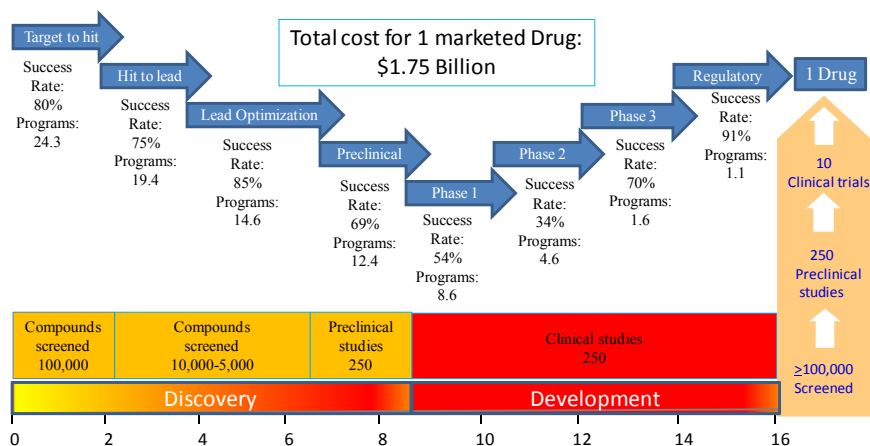 Total cost for 1 marketed Drug:
$1.75 Billion
Target to hit
Success
Rate:
80%
Programs:
24.3
Hit to lead
Success
Rate:
75%
Programs:
19.4
Lead Optimization
Success
Rate:
85%
Programs:
14.6
Preclinical
Success
Rate:
69%
Programs:
12.4
Phase 1
Success
Rate:
54%
Programs:
8.6
Phase 2
Success
Rate:
34%
Programs:
4.6
Phase 3
Success
Rate:
70%
Programs:
1.6
Regulatory
Success
Rate:
91%
Programs:
1.1
1 Drug
10
Clinical trials
250
Preclinical
studies
≥100,000
Screened
Compounds
screened
100,000
Compounds
screened
10,000-5,000
Preclinical
studies
250
Clinical studies
250
Discovery
Development
0 2 4 6 8 10 12 14 16